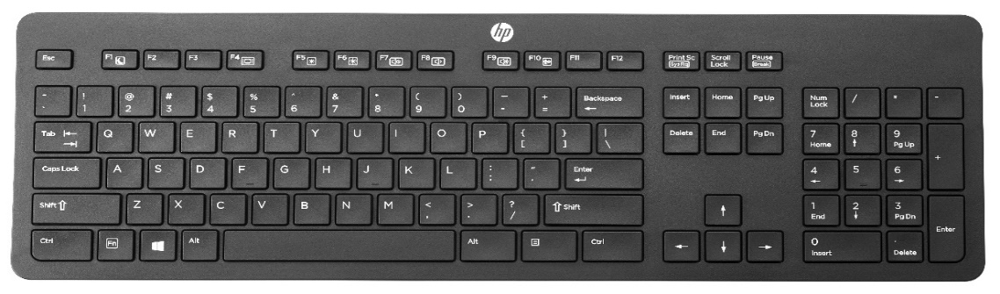 hp
Esc F1 F2 F3 F4 F5 F6 F7 F8 F9 F10 F11 F12 Print Sc SysRq Scroll Lock Pause Break
~ ` ! 1 @ 2 # 3 $ 4 % 5 ^ 6 & 7 * 8 ( 9 ) 0 _ - + = Backspace ← Insert Home Pg Up Num Lock / * -
Tab Q W E R T Y U I O P { [ } ] | \ Delete End Pg Dn 7 Home 8 ↑ 9 Pg Up +
Caps Lock A S D F G H J K L : ; " ' Enter ↵ 4 ← 5 6 →
Shift ⇧ Z X C V B N M < , > . ? / ⇧ Shift ↑ 1 End 2 ↓ 3 Pg Dn Enter
Ctrl Fn Alt Alt Ctrl ← ↓ → 0 Insert . Delete